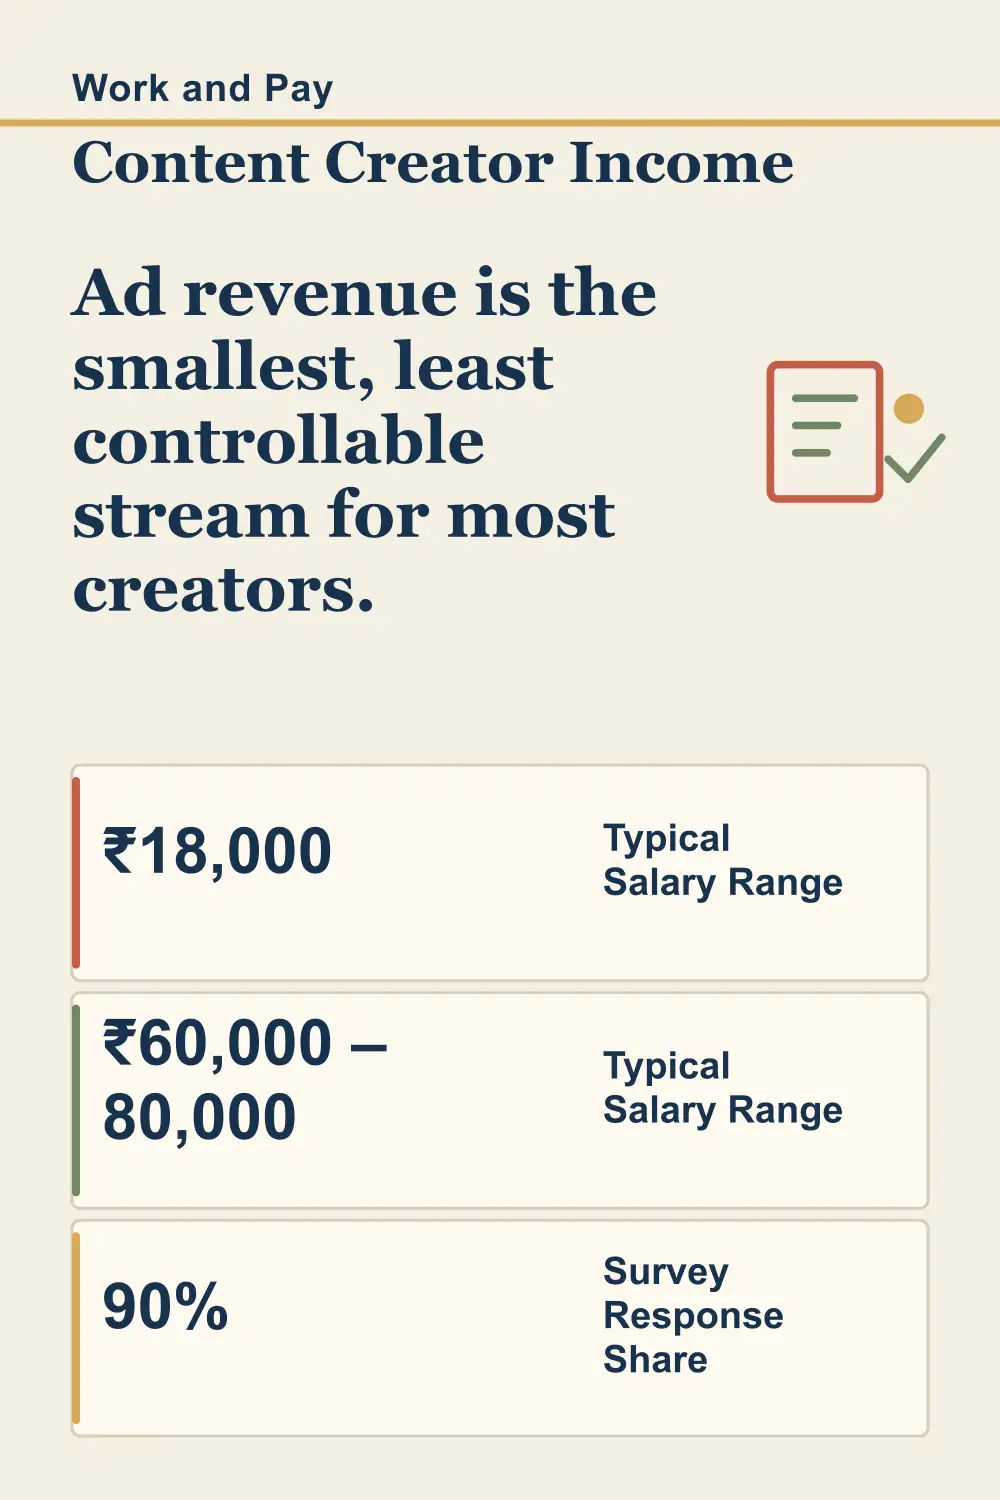 Work and Pay
Content Creator Income
Ad revenue is the
smallest, least
controllable
stream for most
creators.
₹18,000
Typical
Salary Range
₹60,000 –
80,000
Typical
Salary Range
90%
Survey
Response
Share